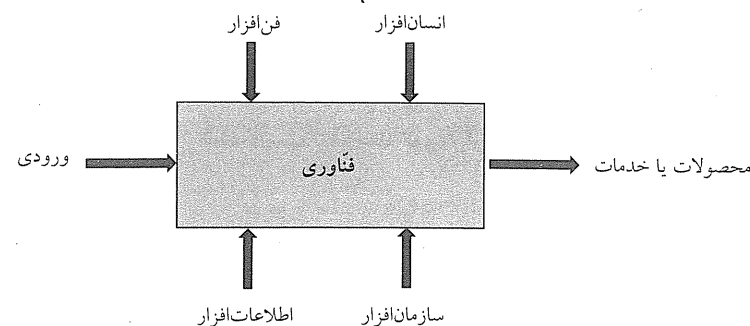 انسان‌افزار
فن‌افزار
ورودی
فنّاوری
محصولات یا خدمات
سازمان‌افزار
اطلاعات‌افزار